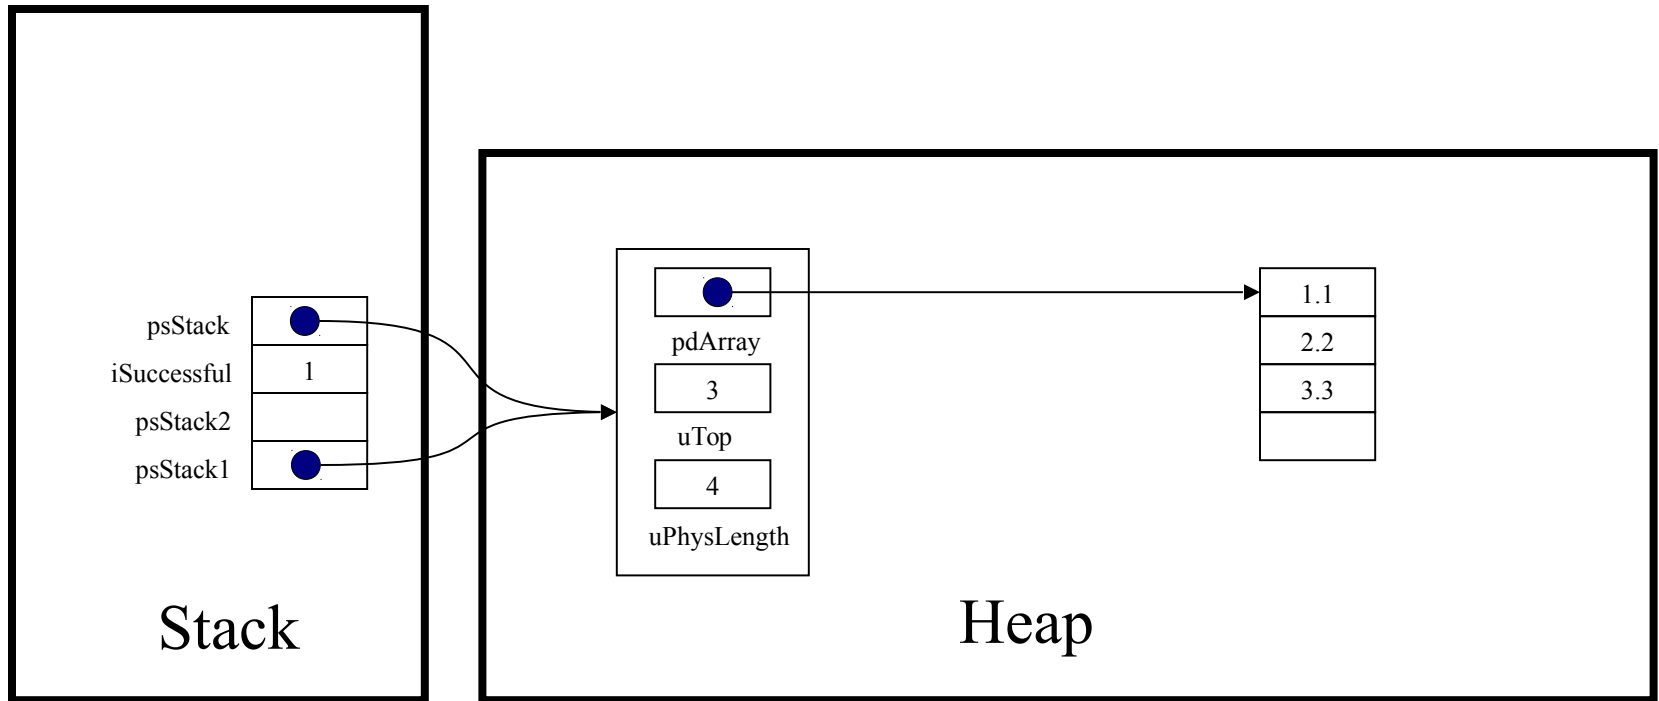 psStack
iSuccessful 1
psStack2
psStack1
Stack
pdArray
3
uTop
4
uPhysLength
1.1
2.2
3.3
Heap